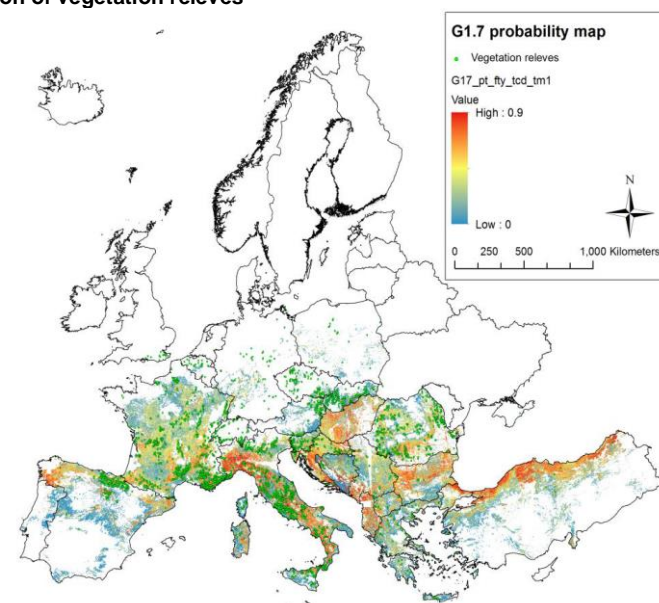 on of vegetation releves
G1.7 probability map
Vegetation releves
G17_pt_fty_tcd_tm1
Value
High : 0.9
Low : 0
N
0 250 500 1,000 Kilometers